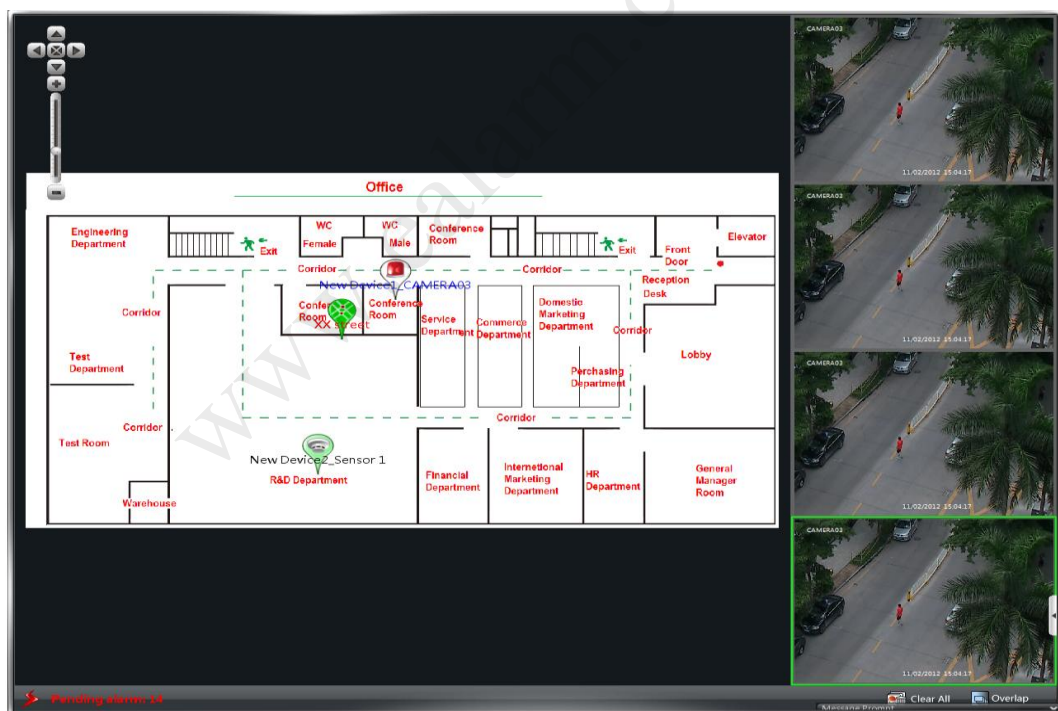 Office
Engineering
Department
Exit
WC
Female
WC
Male
Conference
Room
Exit
Front
Door
Elevator
Corridor
Corridor
Reception
Desk
New Device1_CAMERA03
Corridor
Room
XX street
Conference
Room
Service
Department
Commerce
Department
Domestic
Marketing
Department
Corridor
Lobby
Test
Department
Perchasing
Department
Corridor
Corridor
Test Room
New Device2_Sensor 1
R&D Department
Warehouse
Financial
Department
Internetional
Marketing
Department
HR
Department
General
Manager
Room
CAMERA03
11/02/2012 15:04:17
CAMERA03
11/02/2012 15:04:17
CAMERA03
11/02/2012 15:04:17
CAMERA03
11/02/2012 15:04:17
Pending alarm: 14
Clear All
Overlap
Message Prompt